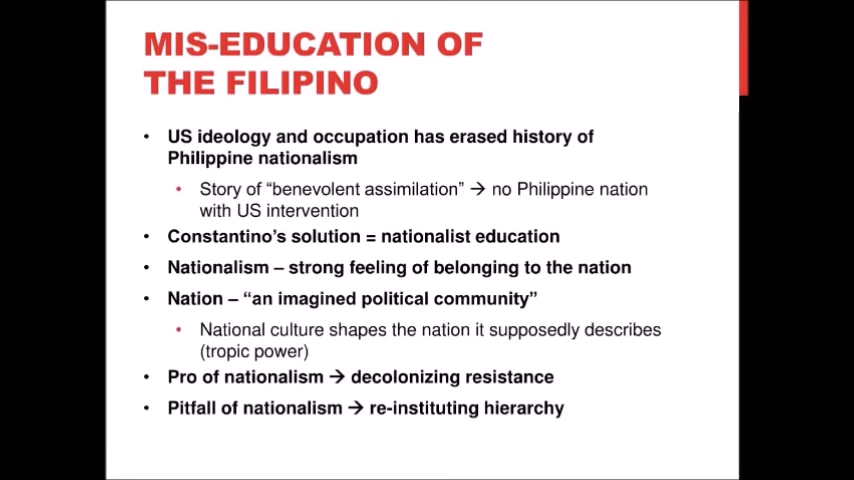 MIS-EDUCATION OF
THE FILIPINO
• US ideology and occupation has erased history of
Philippine nationalism
• Story of “benevolent assimilation” → no Philippine nation
with US intervention
• Constantino’s solution = nationalist education
• Nationalism – strong feeling of belonging to the nation
• Nation – “an imagined political community”
• National culture shapes the nation it supposedly describes
(tropic power)
• Pro of nationalism → decolonizing resistance
• Pitfall of nationalism → re-instituting hierarchy